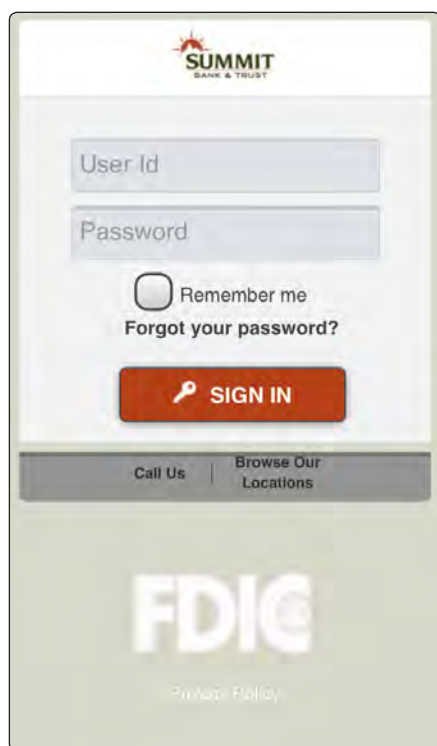 SUMMIT
BANK & TRUST
User Id
Password
Remember me
Forgot your password?
SIGN IN
Call Us
Browse Our
Locations
FDIC
Privacy Policy